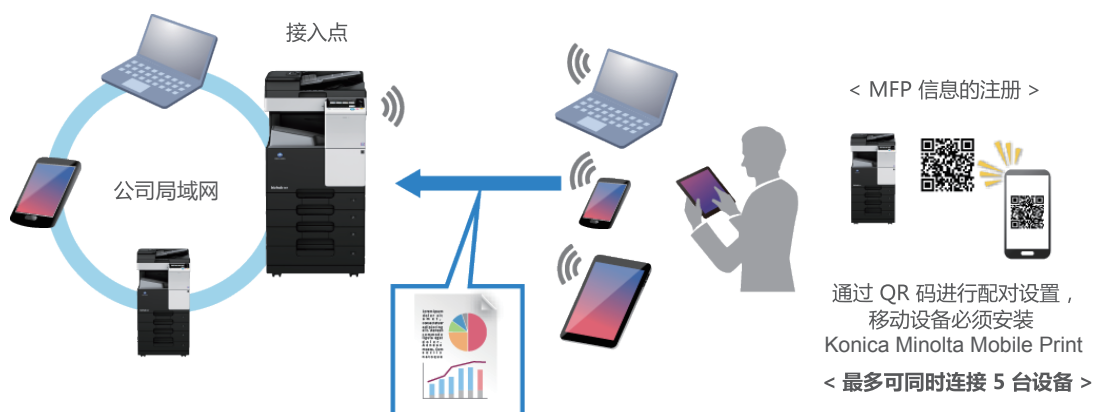 接入点
公司局域网
< MFP 信息的注册 >
通过 QR 码进行配对设置，
移动设备必须安装
Konica Minolta Mobile Print
< 最多可同时连接 5 台设备 >